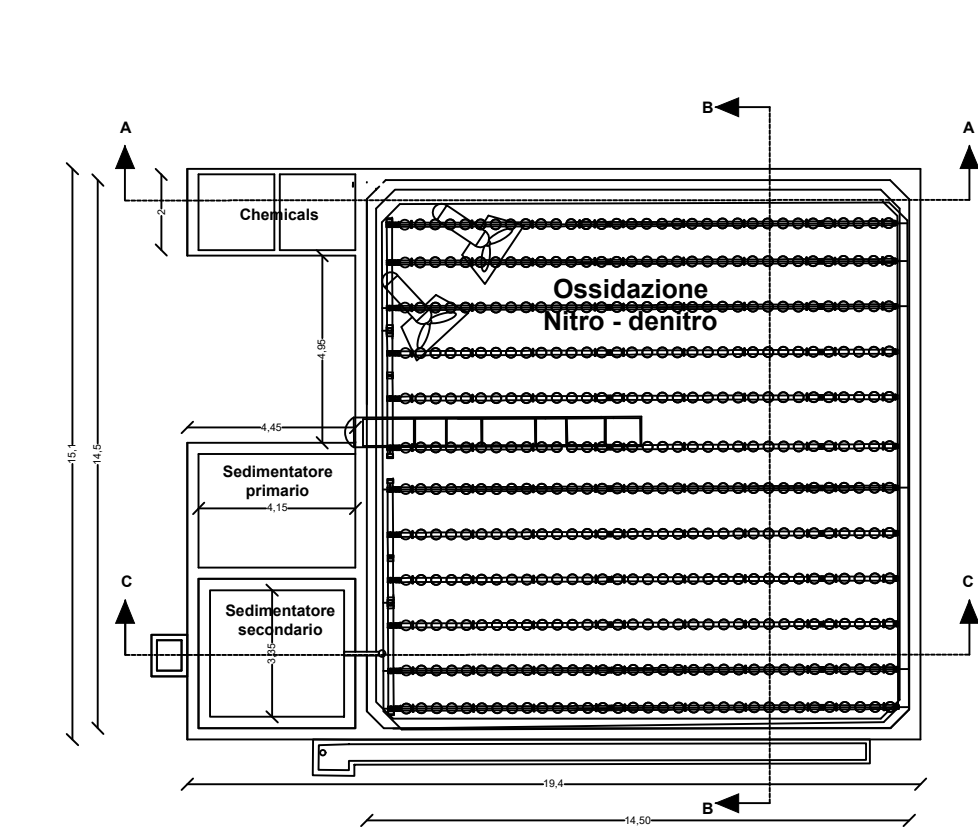 B
A
A
2
Chemicals
Ossidazione
Nitro - denitro
4,95
4,45
15,1
14,5
Sedimentatore
primario
4,15
C
C
Sedimentatore
secondario
3,35
19,4
B
14,50